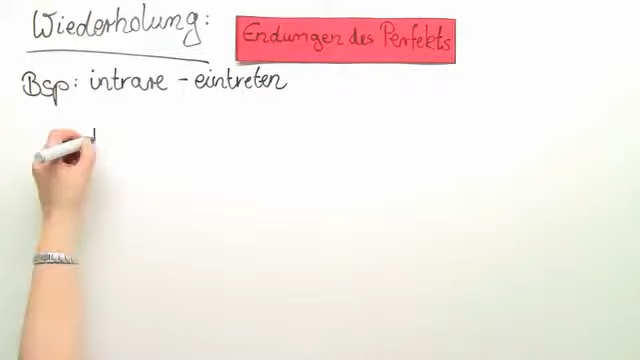 Wiederholung:
Endungen des Perfekts
Bsp: intrare - eintreten